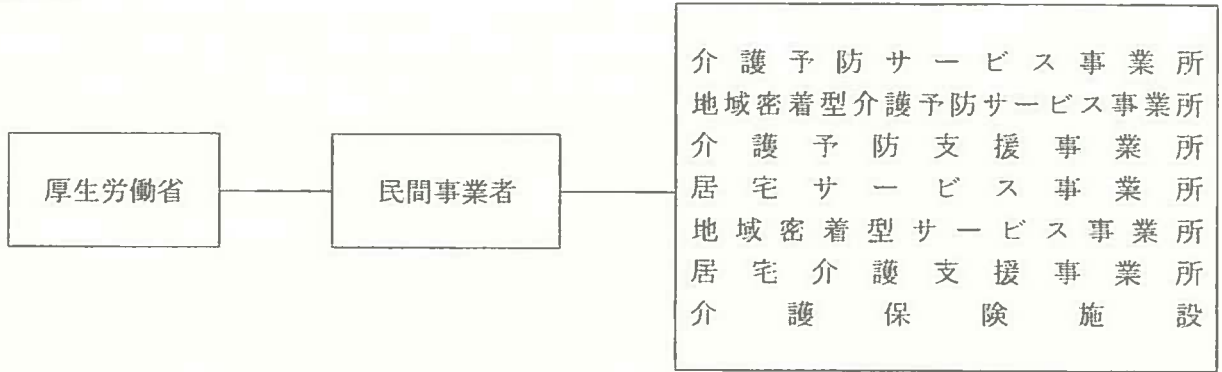 厚生労働省
民間事業者
介護予防サービス事業所
地域密着型介護予防サービス事業所
介護予防支援事業所
居宅サービス事業所
地域密着型サービス事業所
居宅介護支援事業所
介護保険施設